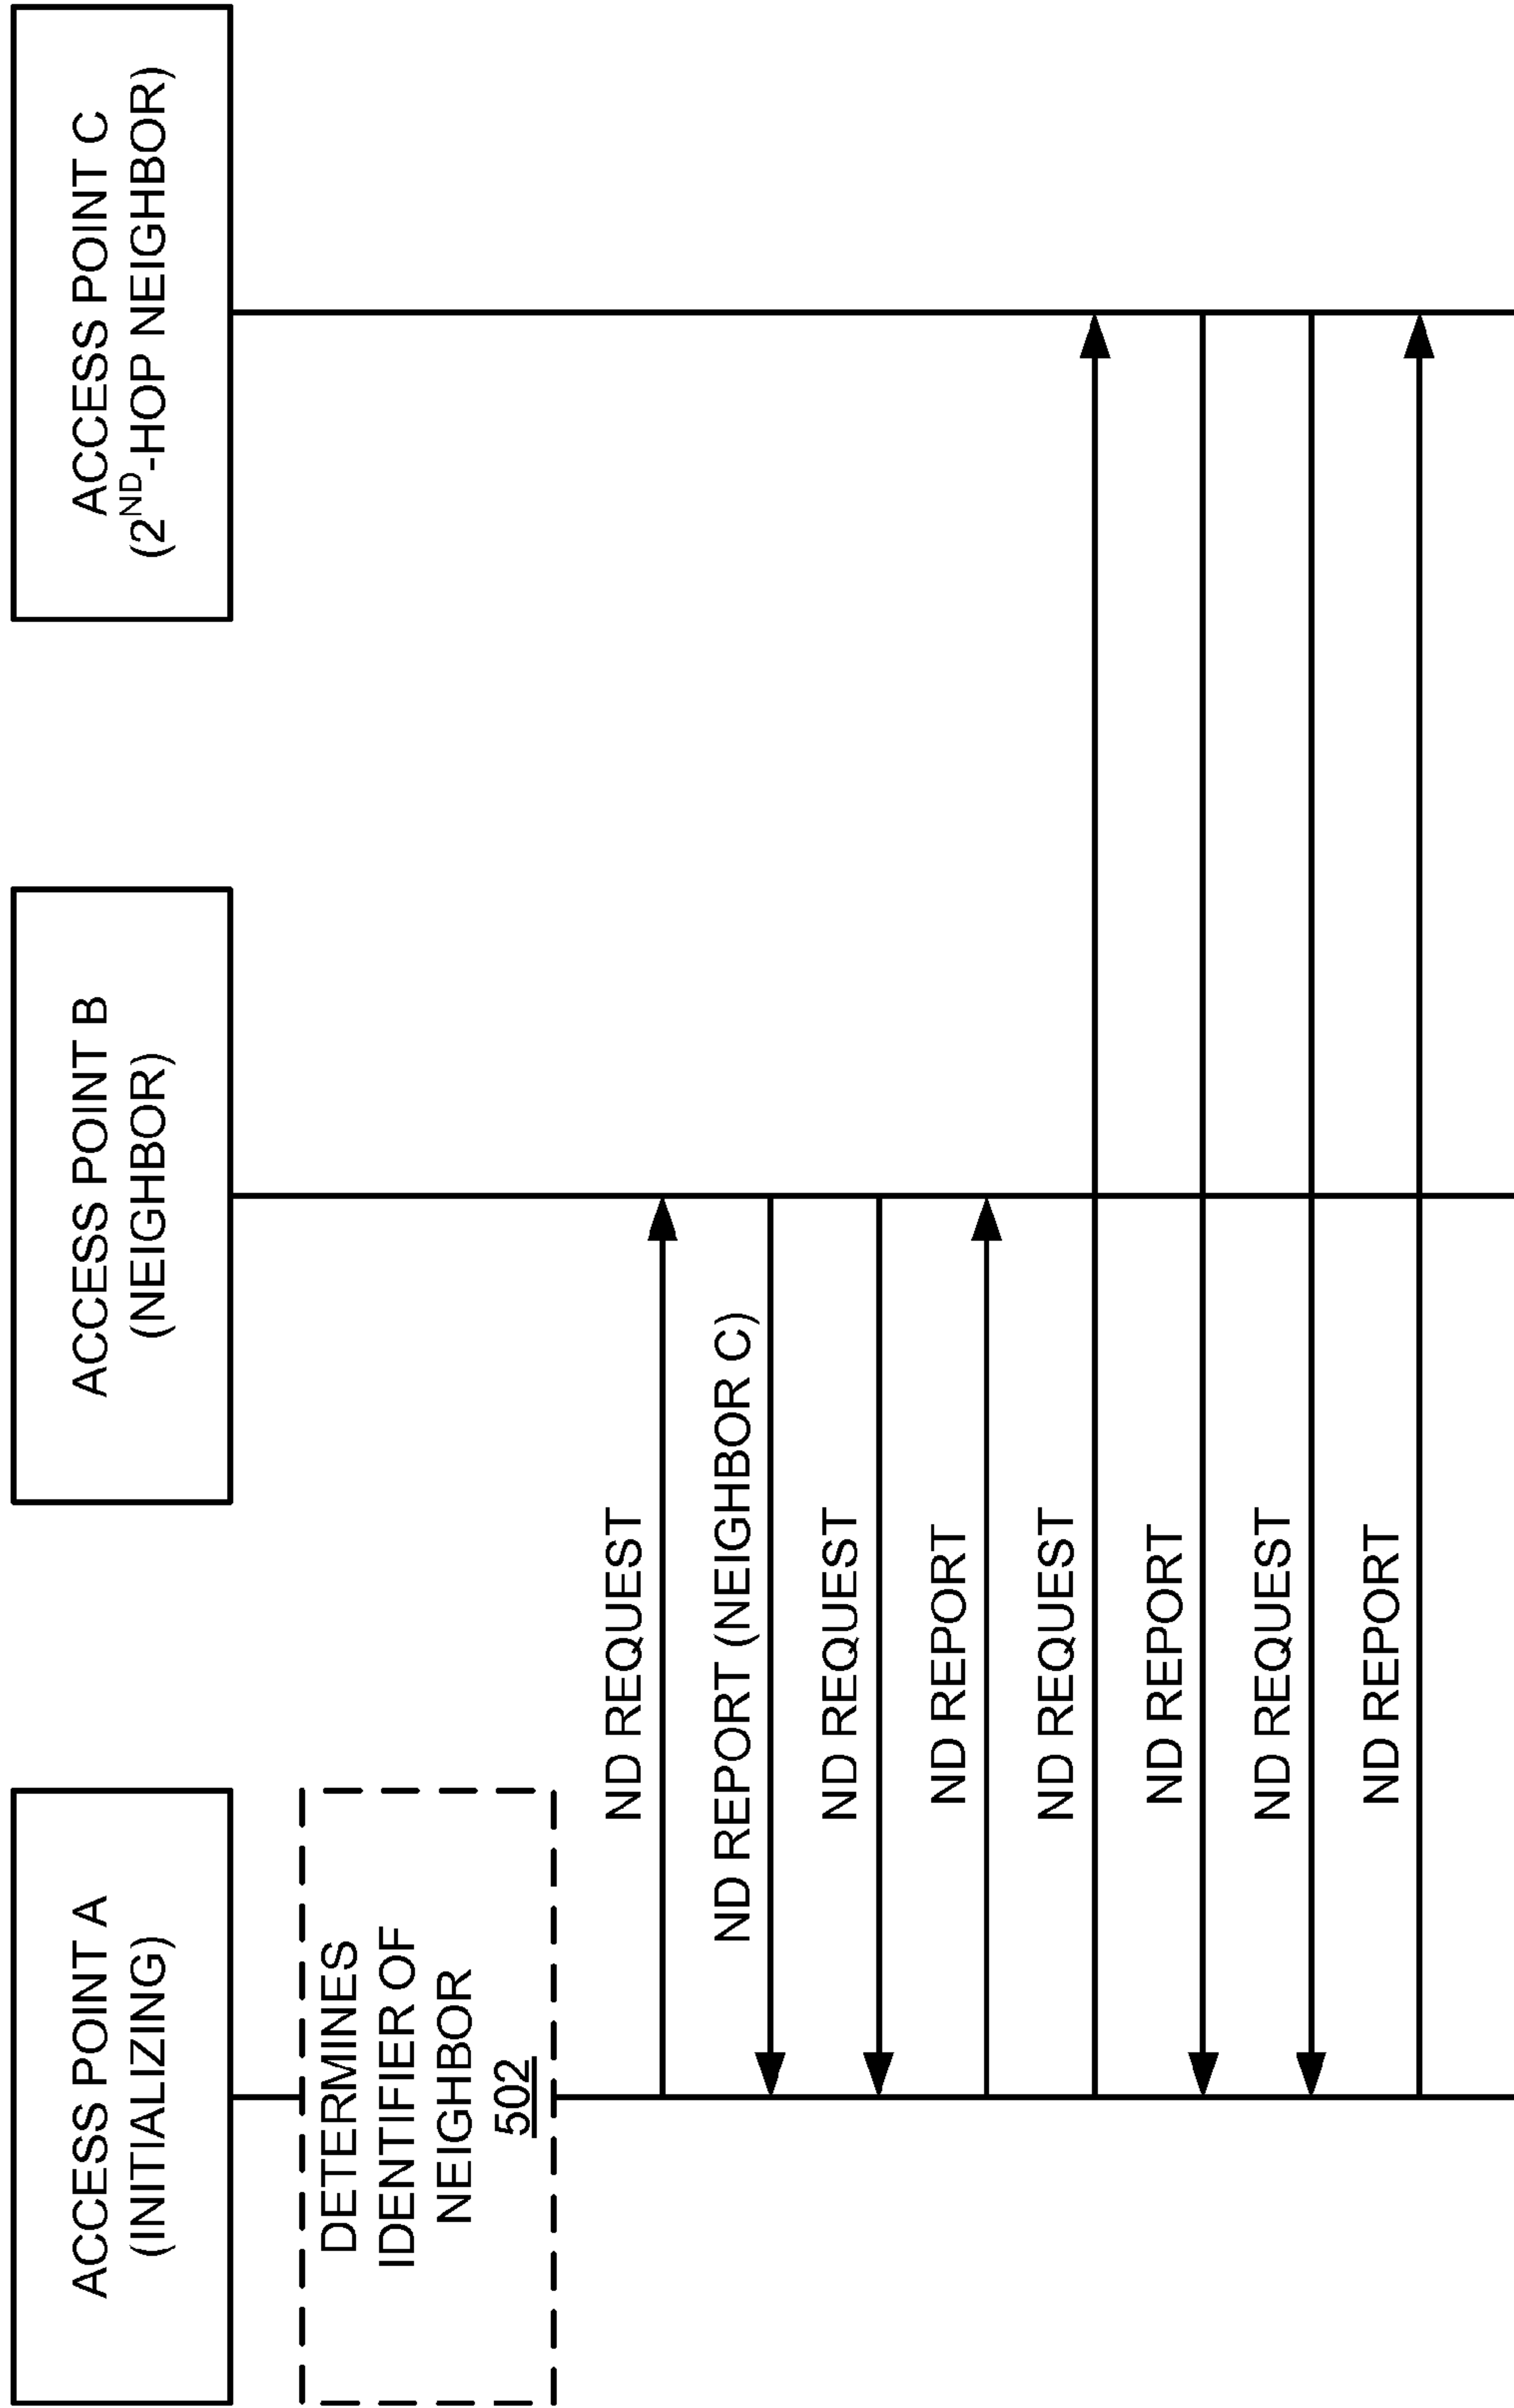 ACCESS POINT A
(INITIALIZING)
ACCESS POINT B
(NEIGHBOR)
ACCESS POINT C
(2ND-HOP NEIGHBOR)
DETERMINES
IDENTIFIER OF
NEIGHBOR
502
ND REQUEST
ND REPORT (NEIGHBOR C)
ND REQUEST
ND REPORT
ND REQUEST
ND REPORT
ND REQUEST
ND REPORT